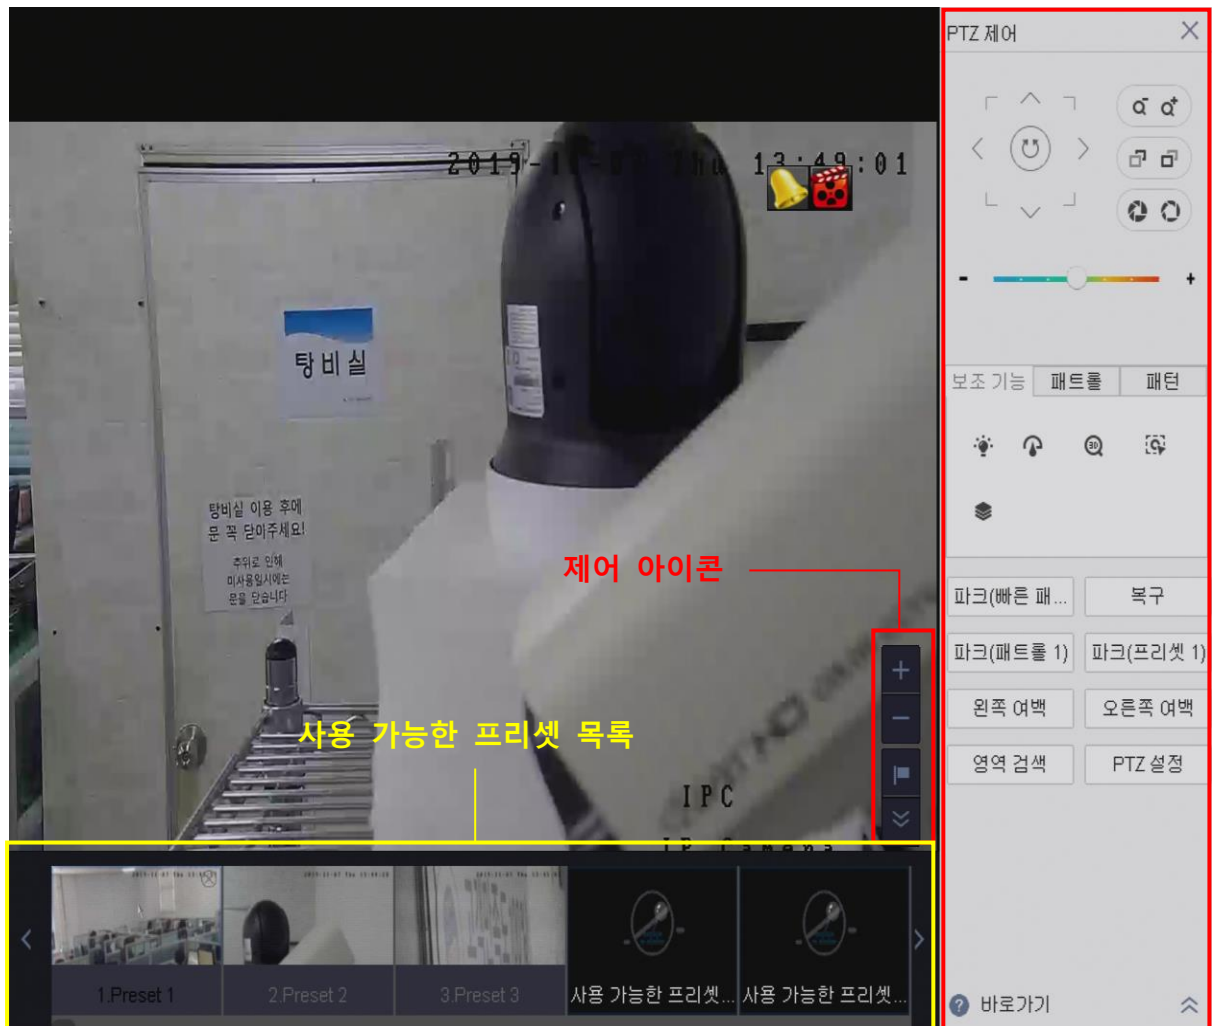 PTZ 제어
13:49:01
탕비실
탕비실 이용 후에
문 꼭 닫아주세요!
추위로 인해
미사용일시에는
문을 닫습니다
제어 아이콘
사용 가능한 프리셋 목록
IPC
IP Camera
1.Preset 1
2.Preset 2
3.Preset 3
사용 가능한 프리셋...
사용 가능한 프리셋...
- +
보조 기능
패트롤
패턴
3D
파크(빠른 패...
복구
파크(패트롤 1)
파크(프리셋 1)
왼쪽 여백
오른쪽 여백
영역 검색
PTZ 설정
? 바로가기